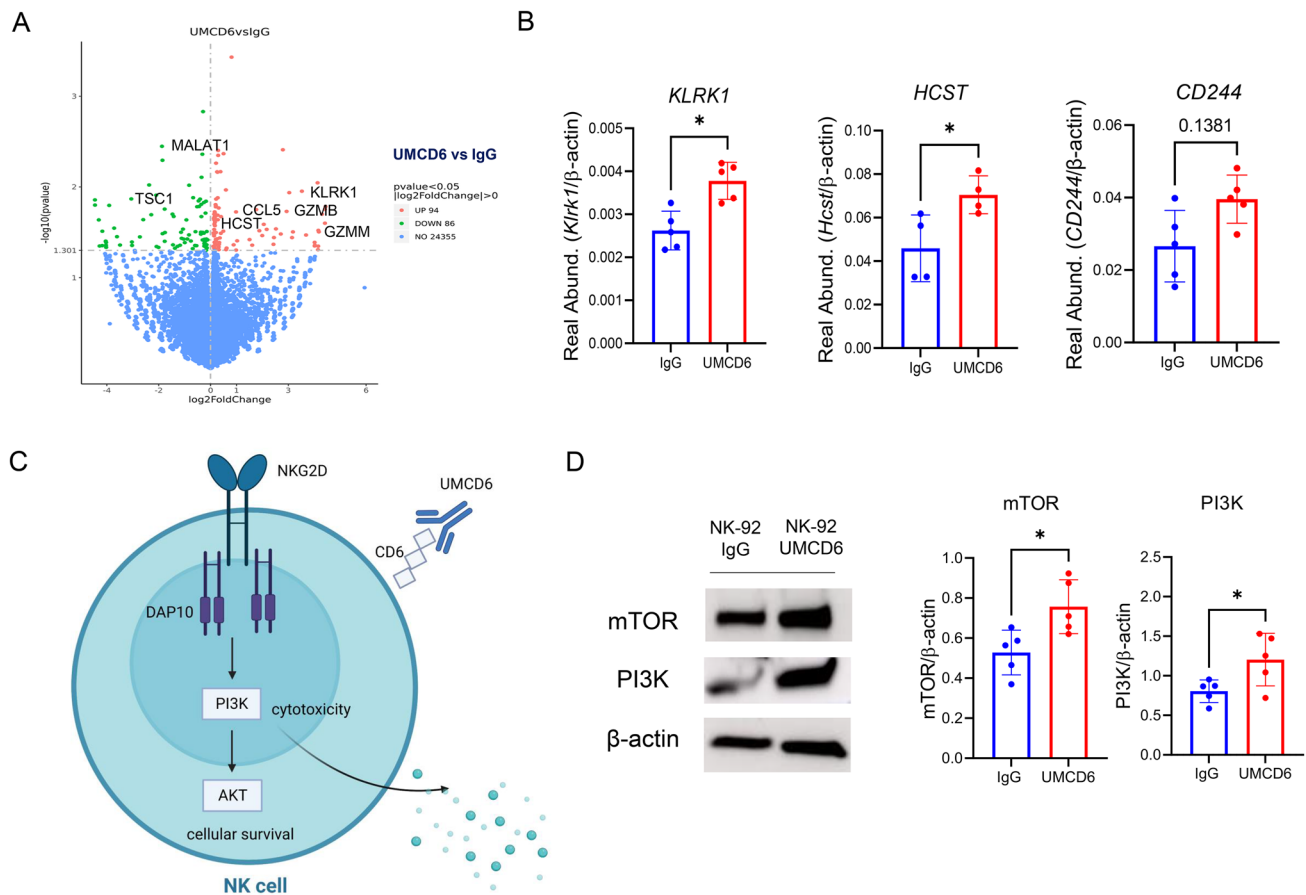 A
UMCD6vsIgG
-log10(pvalue)
3
2
1.301
1
-4
-2
0
1
2
4
6
log2FoldChange
MALAT1
TSC1
KLRK1
CCL5
GZMB
HCST
GZMM
UMCD6 vs IgG
pvalue<0.05
|log2FoldChange|>0
UP 94
DOWN 86
NO 24355
B
KLRK1
*
Real Abund. (Klrk1/β-actin)
0.005
0.004
0.003
0.002
0.001
0.000
IgG
UMCD6
HCST
*
Real Abund. (Hcst/β-actin)
0.10
0.08
0.06
0.04
0.02
0.00
IgG
UMCD6
CD244
0.1381
Real Abund. (CD244/β-actin)
0.06
0.04
0.02
0.00
IgG
UMCD6
C
NKG2D
UMCD6
CD6
DAP10
PI3K
cytotoxicity
AKT
cellular survival
NK cell
D
NK-92
IgG
NK-92
UMCD6
mTOR
PI3K
β-actin
mTOR
*
mTOR/β-actin
1.0
0.8
0.6
0.4
0.2
0.0
IgG
UMCD6
PI3K
*
PI3K/β-actin
2.5
2.0
1.5
1.0
0.5
0.0
IgG
UMCD6